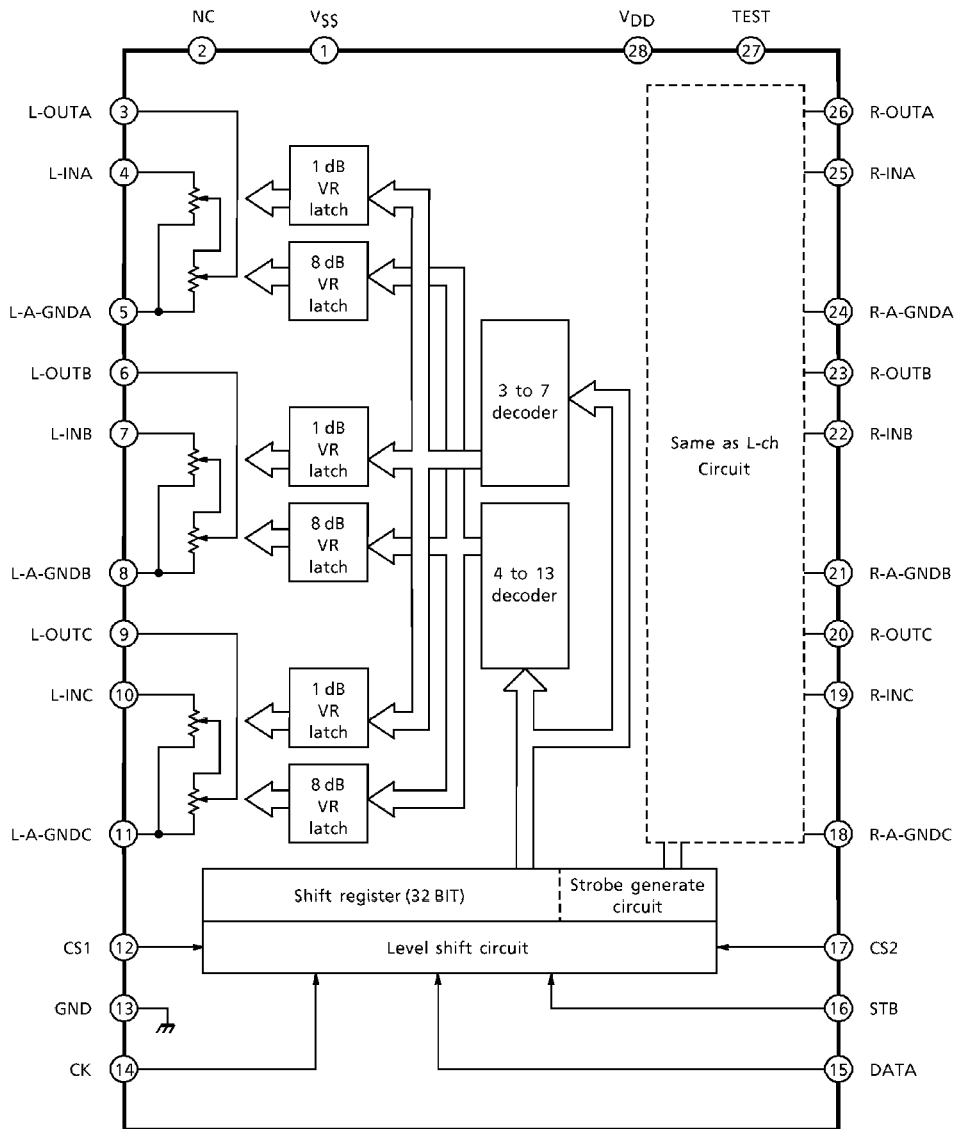 NC
VSS
VDD
TEST
2
1
28
27
L-OUTA
3
26
R-OUTA
L-INA
4
1 dB
VR
latch
25
R-INA
8 dB
VR
latch
L-A-GNDA
5
24
R-A-GNDA
L-OUTB
6
23
R-OUTB
3 to 7
decoder
L-INB
7
1 dB
VR
latch
22
R-INB
Same as L-ch
Circuit
8 dB
VR
latch
4 to 13
decoder
L-A-GNDB
8
21
R-A-GNDB
L-OUTC
9
20
R-OUTC
L-INC
10
1 dB
VR
latch
19
R-INC
8 dB
VR
latch
L-A-GNDC
11
18
R-A-GNDC
Shift register (32 BIT)
Strobe generate
circuit
CS1
12
Level shift circuit
17
CS2
GND
13
16
STB
CK
14
15
DATA